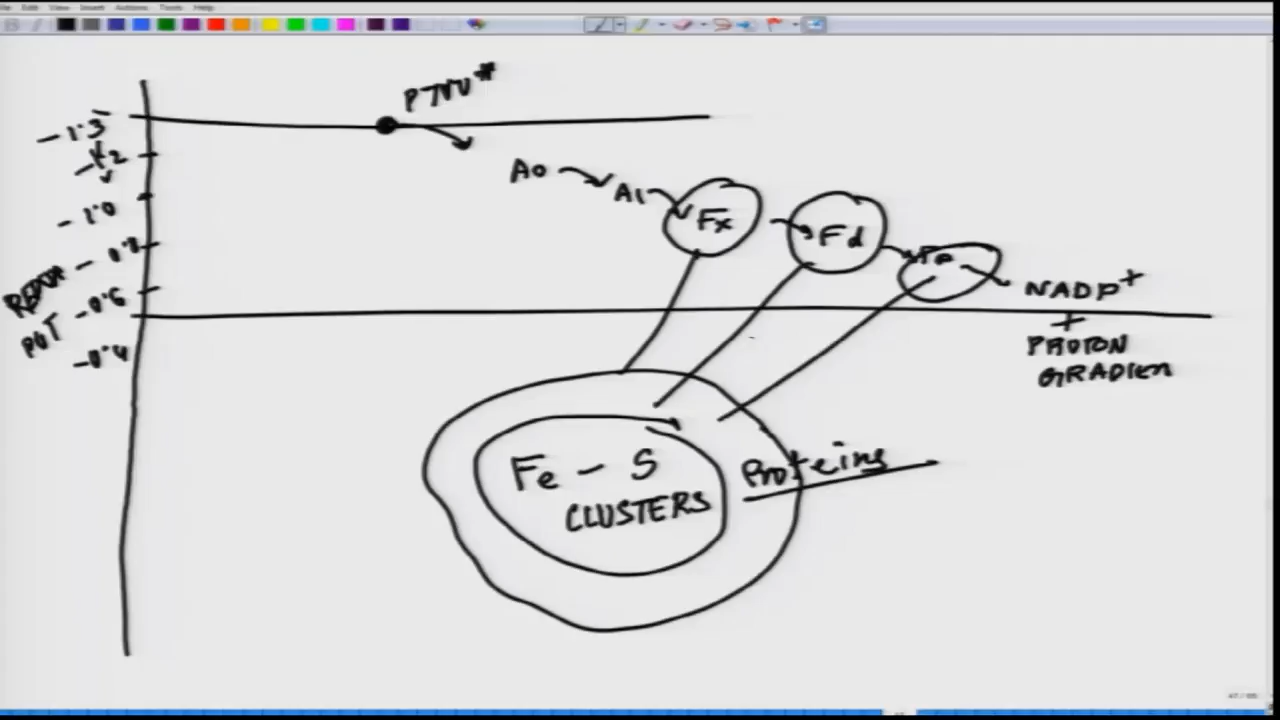 -1.3
P700*
-1.2
A0
A1
-1.0
Fx
Fd
-0.8
REDOX
POT
-0.6
NADP+
+
PROTON
GRADIEN
-0.4
Fe - S
CLUSTERS
Proteins